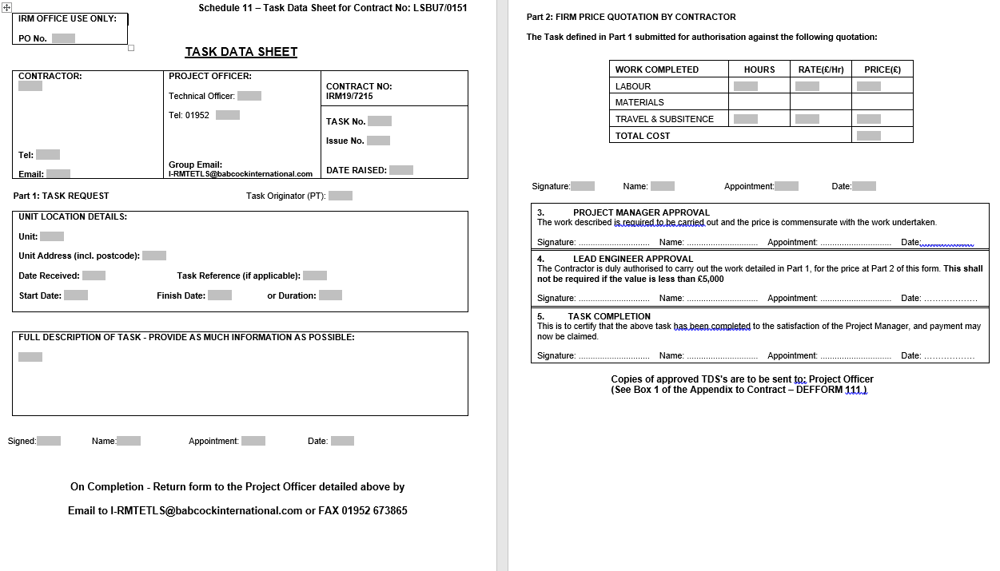 Schedule 11 – Task Data Sheet for Contract No: LSBU7/0151
IRM OFFICE USE ONLY:
PO No.
TASK DATA SHEET
CONTRACTOR:
Tel:
Email:
PROJECT OFFICER:
Technical Officer:
Tel: 01952
Group Email:
I-RMTETLS@babcockinternational.com
CONTRACT NO:
IRM19/7215
TASK No.
Issue No.
DATE RAISED:
Part 1: TASK REQUEST Task Originator (PT):
UNIT LOCATION DETAILS:
Unit:
Unit Address (incl. postcode):
Date Received: Task Reference (if applicable):
Start Date: Finish Date: or Duration:
FULL DESCRIPTION OF TASK - PROVIDE AS MUCH INFORMATION AS POSSIBLE:
Signed: Name: Appointment: Date:
On Completion - Return form to the Project Officer detailed above by
Email to I-RMTETLS@babcockinternational.com or FAX 01952 673865
Part 2: FIRM PRICE QUOTATION BY CONTRACTOR
The Task defined in Part 1 submitted for authorisation against the following quotation:
WORK COMPLETED HOURS RATE(£/Hr) PRICE(£)
LABOUR
MATERIALS
TRAVEL & SUBSITENCE
TOTAL COST
Signature: Name: Appointment: Date:
3. PROJECT MANAGER APPROVAL
The work described is required to be carried out and the price is commensurate with the work undertaken.
Signature: ........................... Name: ........................... Appointment: ........................... Date:
4. LEAD ENGINEER APPROVAL
The Contractor is duly authorised to carry out the work detailed in Part 1, for the price at Part 2 of this form. This shall
not be required if the value is less than £5,000
Signature: ........................... Name: ........................... Appointment: ........................... Date: ...................
5. TASK COMPLETION
This is to certify that the above task has been completed to the satisfaction of the Project Manager, and payment may
now be claimed.
Signature: ........................... Name: ........................... Appointment: ........................... Date: ..................
Copies of approved TDS's are to be sent to: Project Officer
(See Box 1 of the Appendix to Contract – DEFFORM 111.)